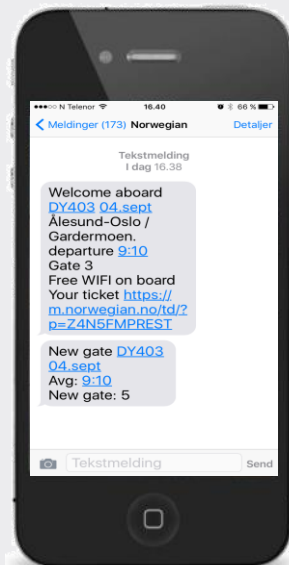 N Telenor 16.40 66 %
Meldinger (173) Norwegian Detaljer
Tekstmelding
I dag 16.38
Welcome aboard
DY403 04.sept
Ålesund-Oslo /
Gardermoen.
departure 9:10
Gate 3
Free WIFI on board
Your ticket https://
m.norwegian.no/td/?
p=Z4N5FMPREST
New gate DY403
04.sept
Avg: 9:10
New gate: 5
Tekstmelding Send